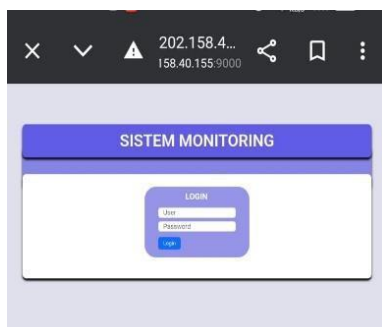 202.158.4...
158.40.155:9000
SISTEM MONITORING
LOGIN
User
Password
Login